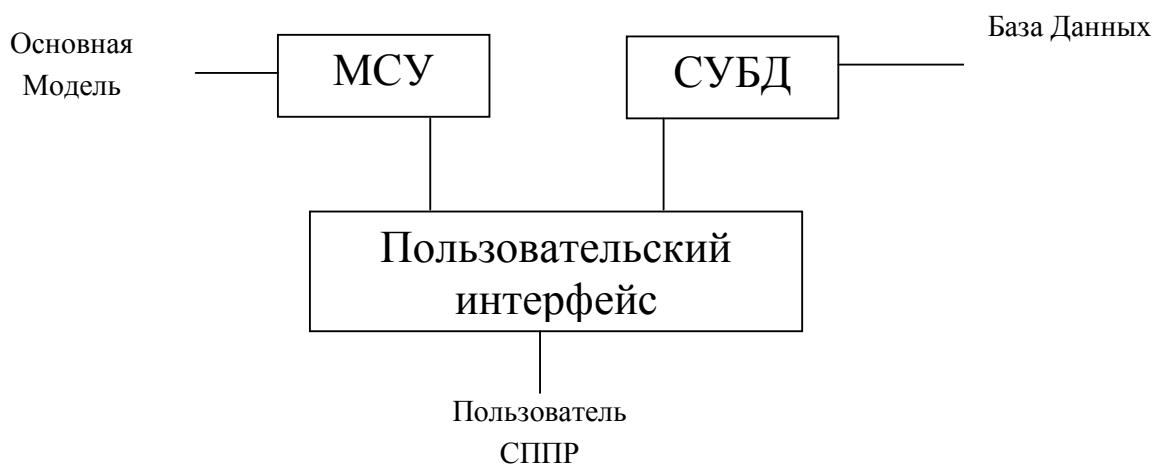 Основная
Модель
МСУ
СУБД
База Данных
Пользовательский
интерфейс
Пользователь
СППР